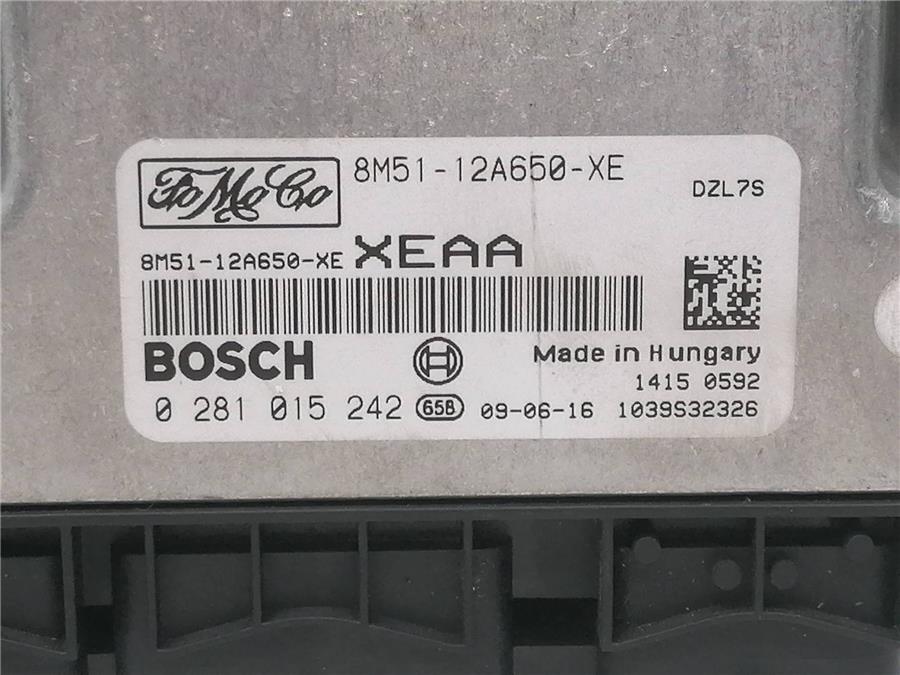 FoMoCo 8M51-12A650-XE
DZL7S
8M51-12A650-XE XEAA
BOSCH Made in Hungary
1415 0592
0 281 015 242 65B 09-06-16 1039S32326